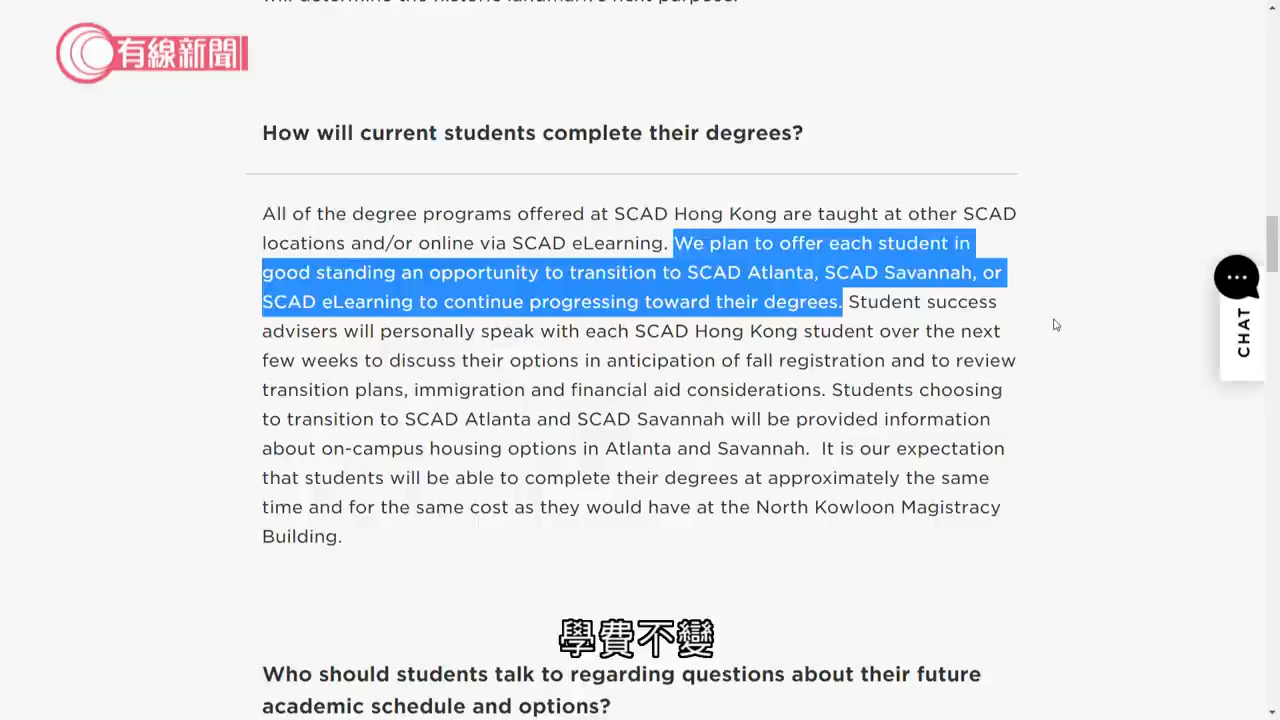 will determine the historic landmark's next purpose.
有線新聞
How will current students complete their degrees?
All of the degree programs offered at SCAD Hong Kong are taught at other SCAD
locations and/or online via SCAD eLearning. We plan to offer each student in
good standing an opportunity to transition to SCAD Atlanta, SCAD Savannah, or
SCAD eLearning to continue progressing toward their degrees. Student success
advisers will personally speak with each SCAD Hong Kong student over the next
few weeks to discuss their options in anticipation of fall registration and to review
transition plans, immigration and financial aid considerations. Students choosing
to transition to SCAD Atlanta and SCAD Savannah will be provided information
about on-campus housing options in Atlanta and Savannah.  It is our expectation
that students will be able to complete their degrees at approximately the same
time and for the same cost as they would have at the North Kowloon Magistracy
Building.
CHAT
學費不變
Who should students talk to regarding questions about their future
academic schedule and options?